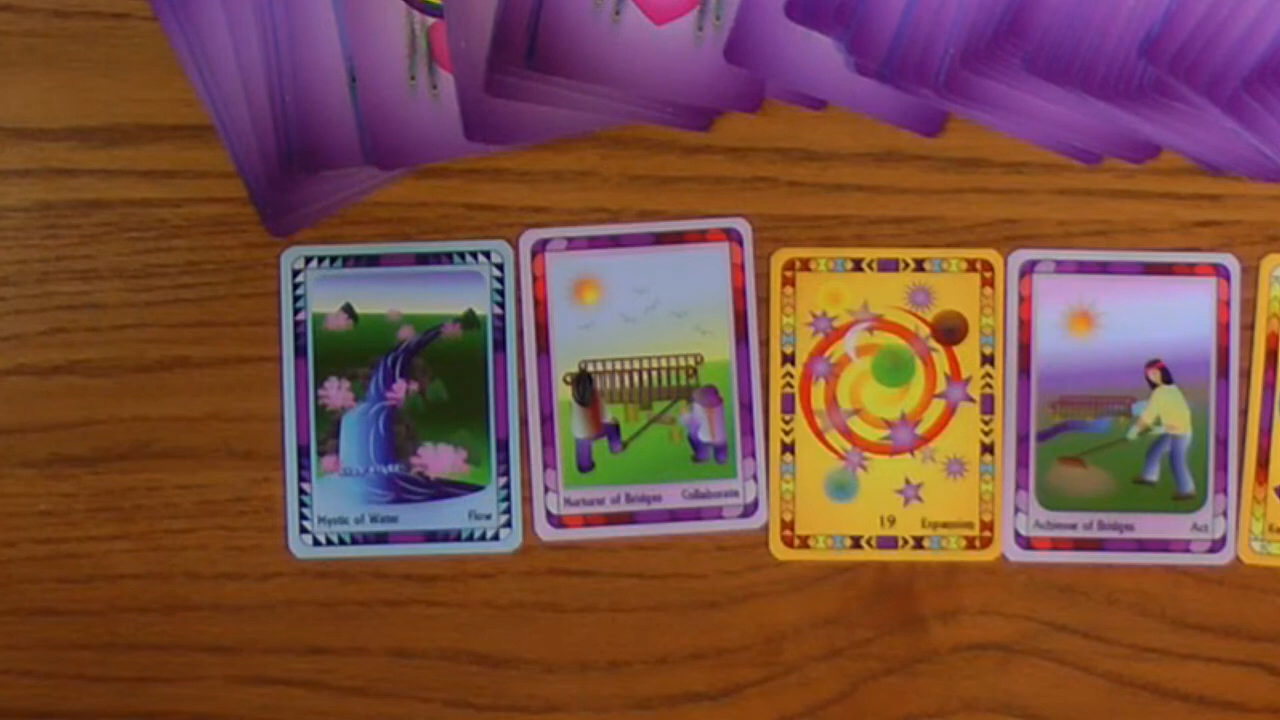 Mystic of Water Flow
Nurturer of Bridges Collaborate
19 Expansion
Achiever of Bridges Act